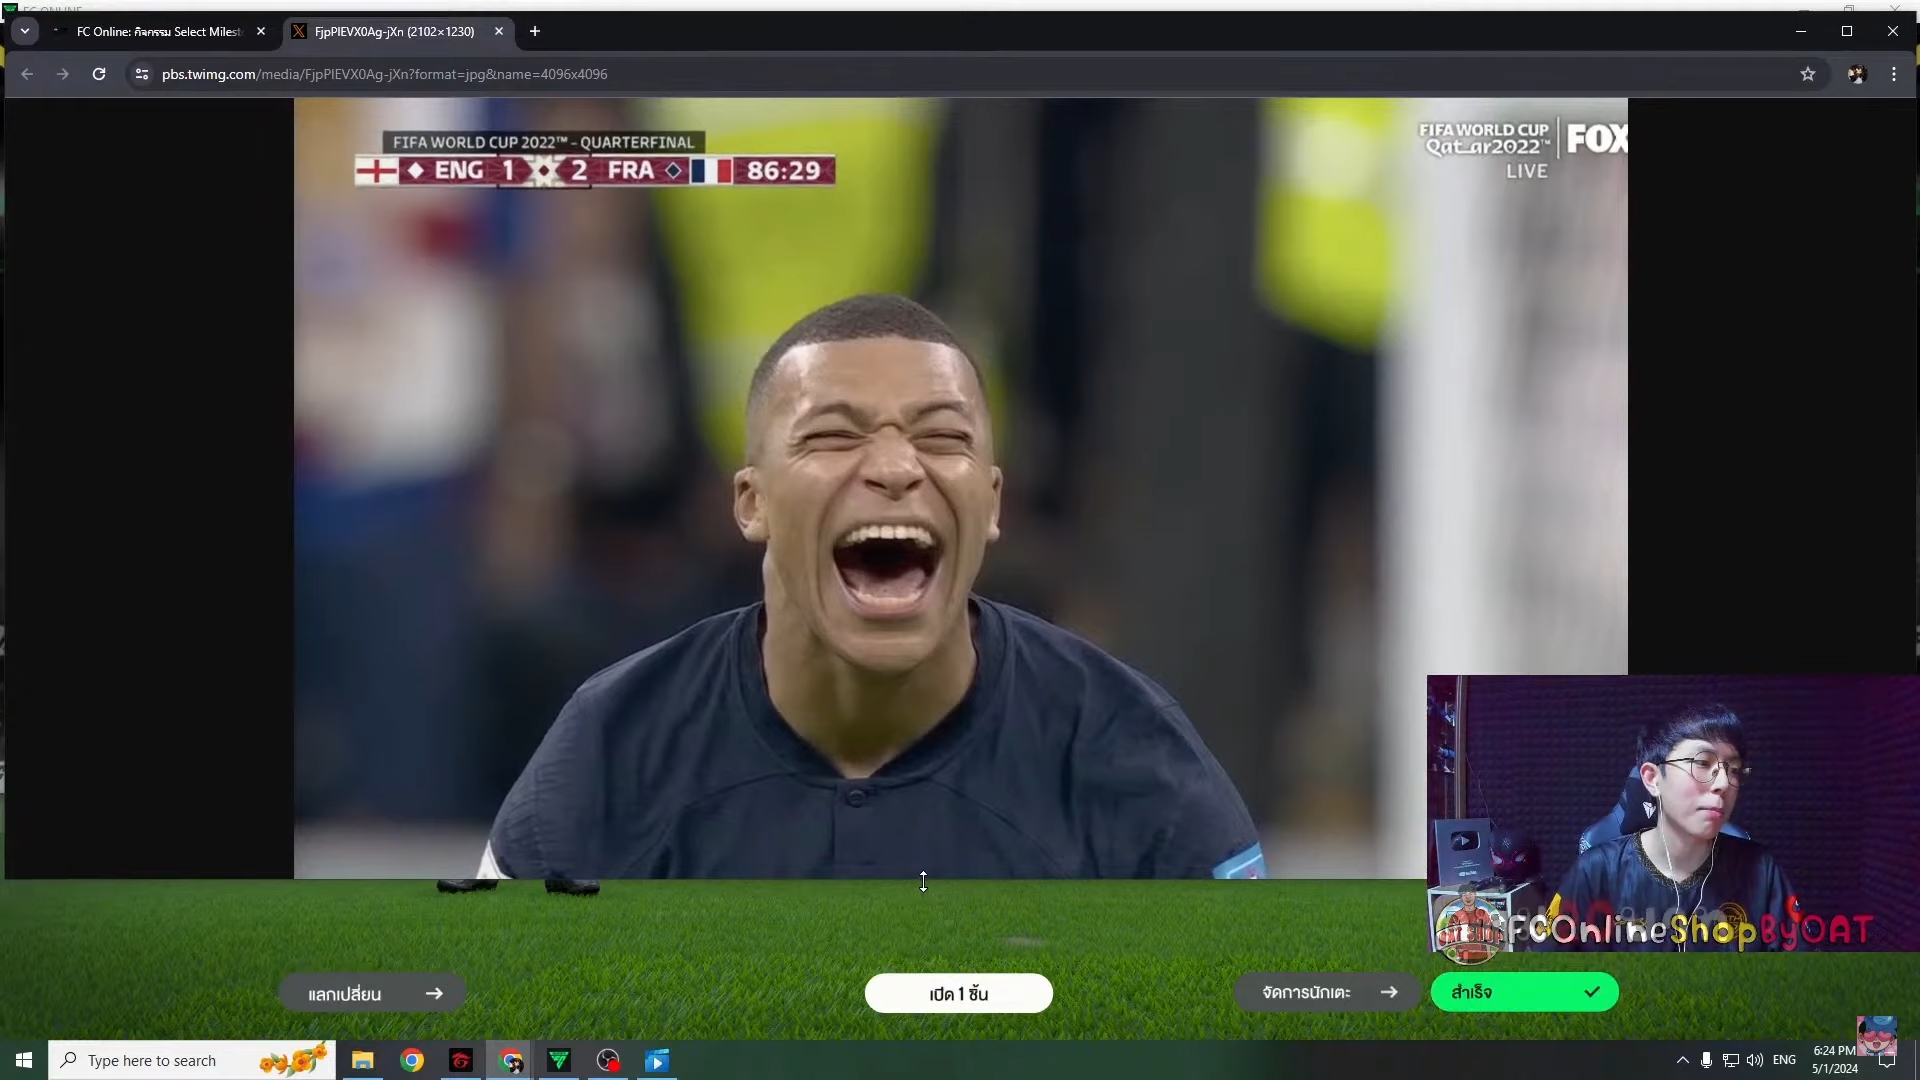 FC ONLINE
FC Online: กิจกรรม Select Milest
FjpPIEVX0Ag-jXn (2102×1230)
pbs.twimg.com/media/FjpPIEVX0Ag-jXn?format=jpg&name=4096x4096
FIFA WORLD CUP 2022™ - QUARTERFINAL
ENG 1 2 FRA 86:29
FIFA WORLD CUP
Qatar2022™
FOX
LIVE
FCOnlineShopByOAT
แลกเปลี่ยน
เปิด 1 ชิ้น
จัดการนักเตะ
สำเร็จ
Type here to search
ENG
6:24 PM
5/1/2024